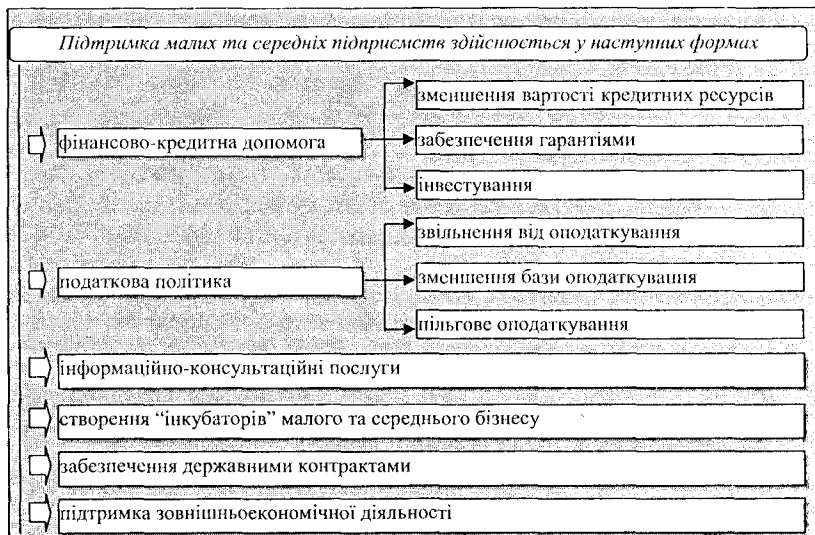 Підтримка малих та середніх підприємств здійснюється у наступних формах
фінансово-кредитна допомога
зменшення вартості кредитних ресурсів
забезпечення гарантіями
інвестування
податкова політика
звільнення від оподаткування
зменшення бази оподаткування
пільгове оподаткування
інформаційно-консультаційні послуги
створення “інкубаторів” малого та середнього бізнесу
забезпечення державними контрактами
підтримка зовнішньоекономічної діяльності